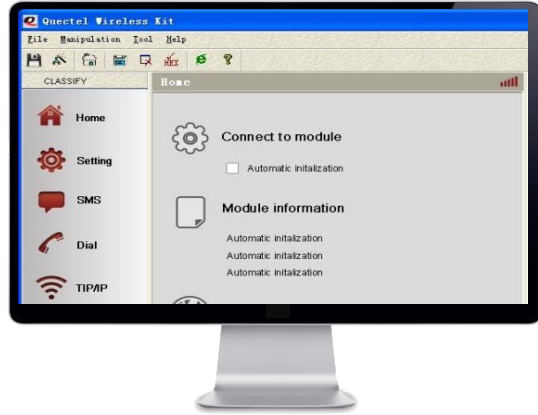 Quectel Wireless Kit
File Manipulation Tool Help
HEX
CLASSIFY
Home
Home
Setting
SMS
Dial
TIP/IP
Connect to module
Automatic initalization
Module information
Automatic initalization
Automatic initalization
Automatic initalization